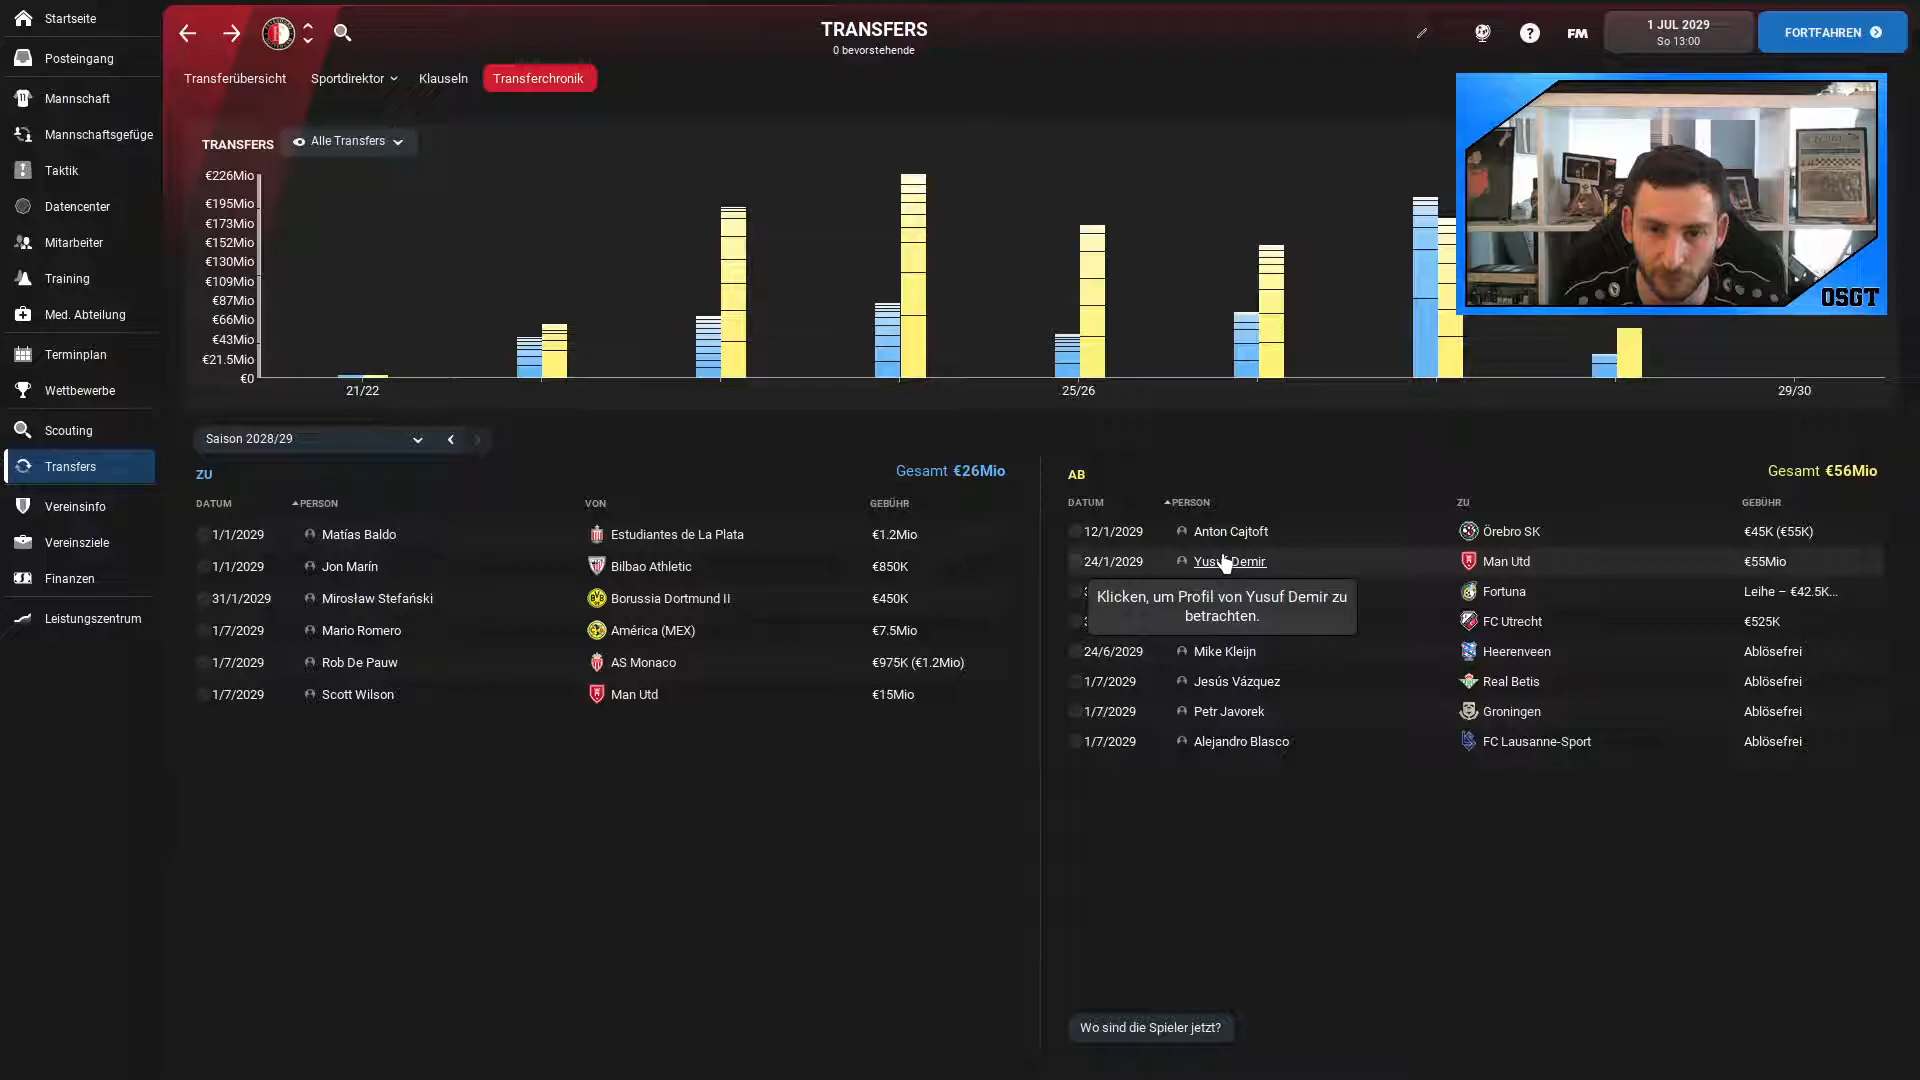 Startseite
Posteingang
Mannschaft
Mannschaftsgefüge
Taktik
Datencenter
Mitarbeiter
Training
Med. Abteilung
Terminplan
Wettbewerbe
Scouting
Transfers
Vereinsinfo
Vereinsziele
Finanzen
Leistungszentrum
TRANSFERS
0 bevorstehende
FM
1 JUL 2029
So 13:00
FORTFAHREN
Transferübersicht
Sportdirektor
Klauseln
Transferchronik
OSGT
TRANSFERS
Alle Transfers
€226Mio
€195Mio
€173Mio
€152Mio
€130Mio
€109Mio
€87Mio
€66Mio
€43Mio
€21.5Mio
€0
21/22
25/26
29/30
Saison 2028/29
ZU
Gesamt €26Mio
DATUM PERSON VON GEBÜHR
1/1/2029 Matías Baldo Estudiantes de La Plata €1.2Mio
1/1/2029 Jon Marín Bilbao Athletic €850K
31/1/2029 Mirosław Stefański Borussia Dortmund II €450K
1/7/2029 Mario Romero América (MEX) €7.5Mio
1/7/2029 Rob De Pauw AS Monaco €975K (€1.2Mio)
1/7/2029 Scott Wilson Man Utd €15Mio
AB
Gesamt €56Mio
DATUM PERSON ZU GEBÜHR
12/1/2029 Anton Cajtoft Örebro SK €45K (€55K)
24/1/2029 Yusuf Demir Man Utd €55Mio
Klicken, um Profil von Yusuf Demir zu
betrachten.
Fortuna Leihe – €42.5K...
FC Utrecht €525K
24/6/2029 Mike Kleijn Heerenveen Ablösefrei
1/7/2029 Jesús Vázquez Real Betis Ablösefrei
1/7/2029 Petr Javorek Groningen Ablösefrei
1/7/2029 Alejandro Blasco FC Lausanne-Sport Ablösefrei
Wo sind die Spieler jetzt?